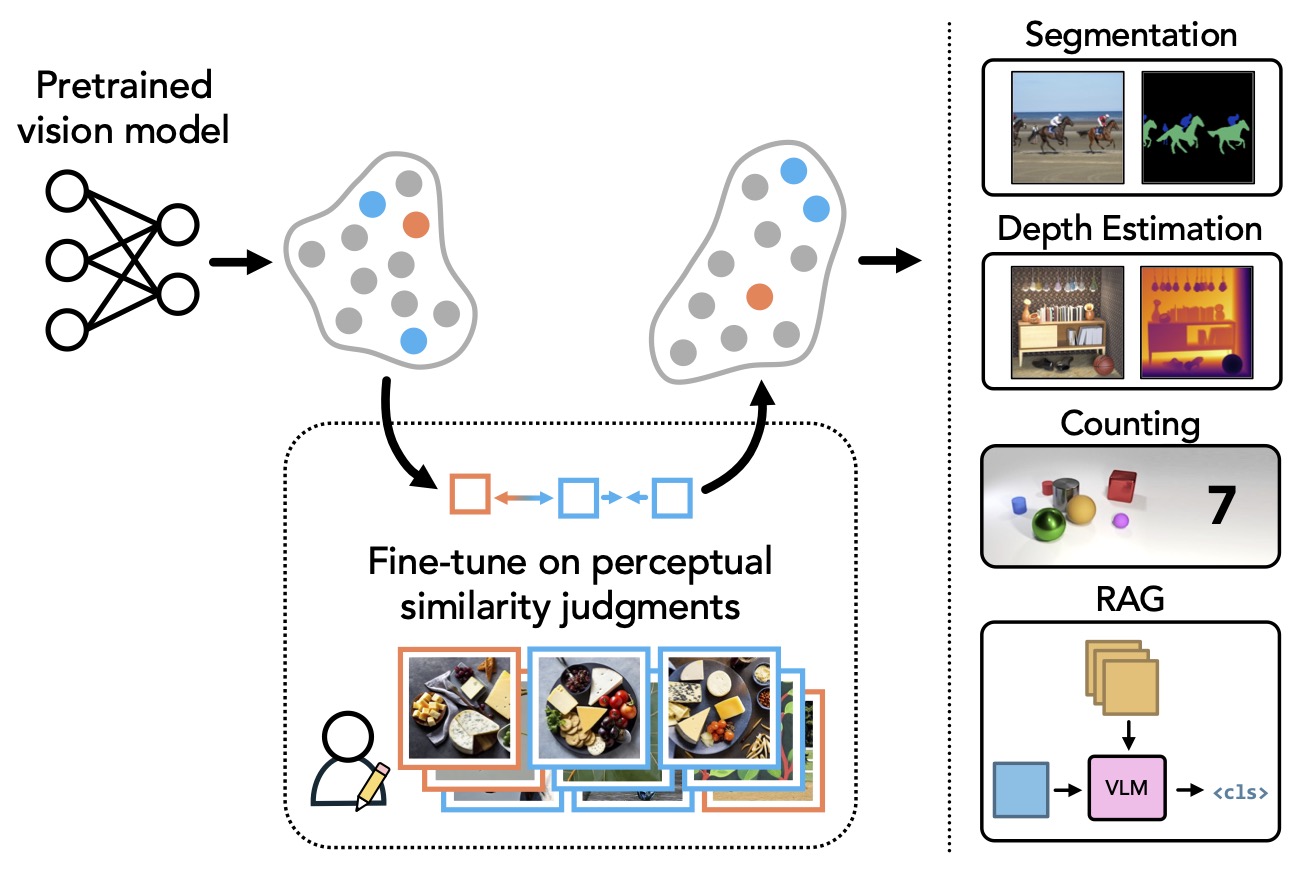 Pretrained
vision model
Fine-tune on perceptual
similarity judgments
Segmentation
Depth Estimation
Counting
7
RAG
VLM
<cls>